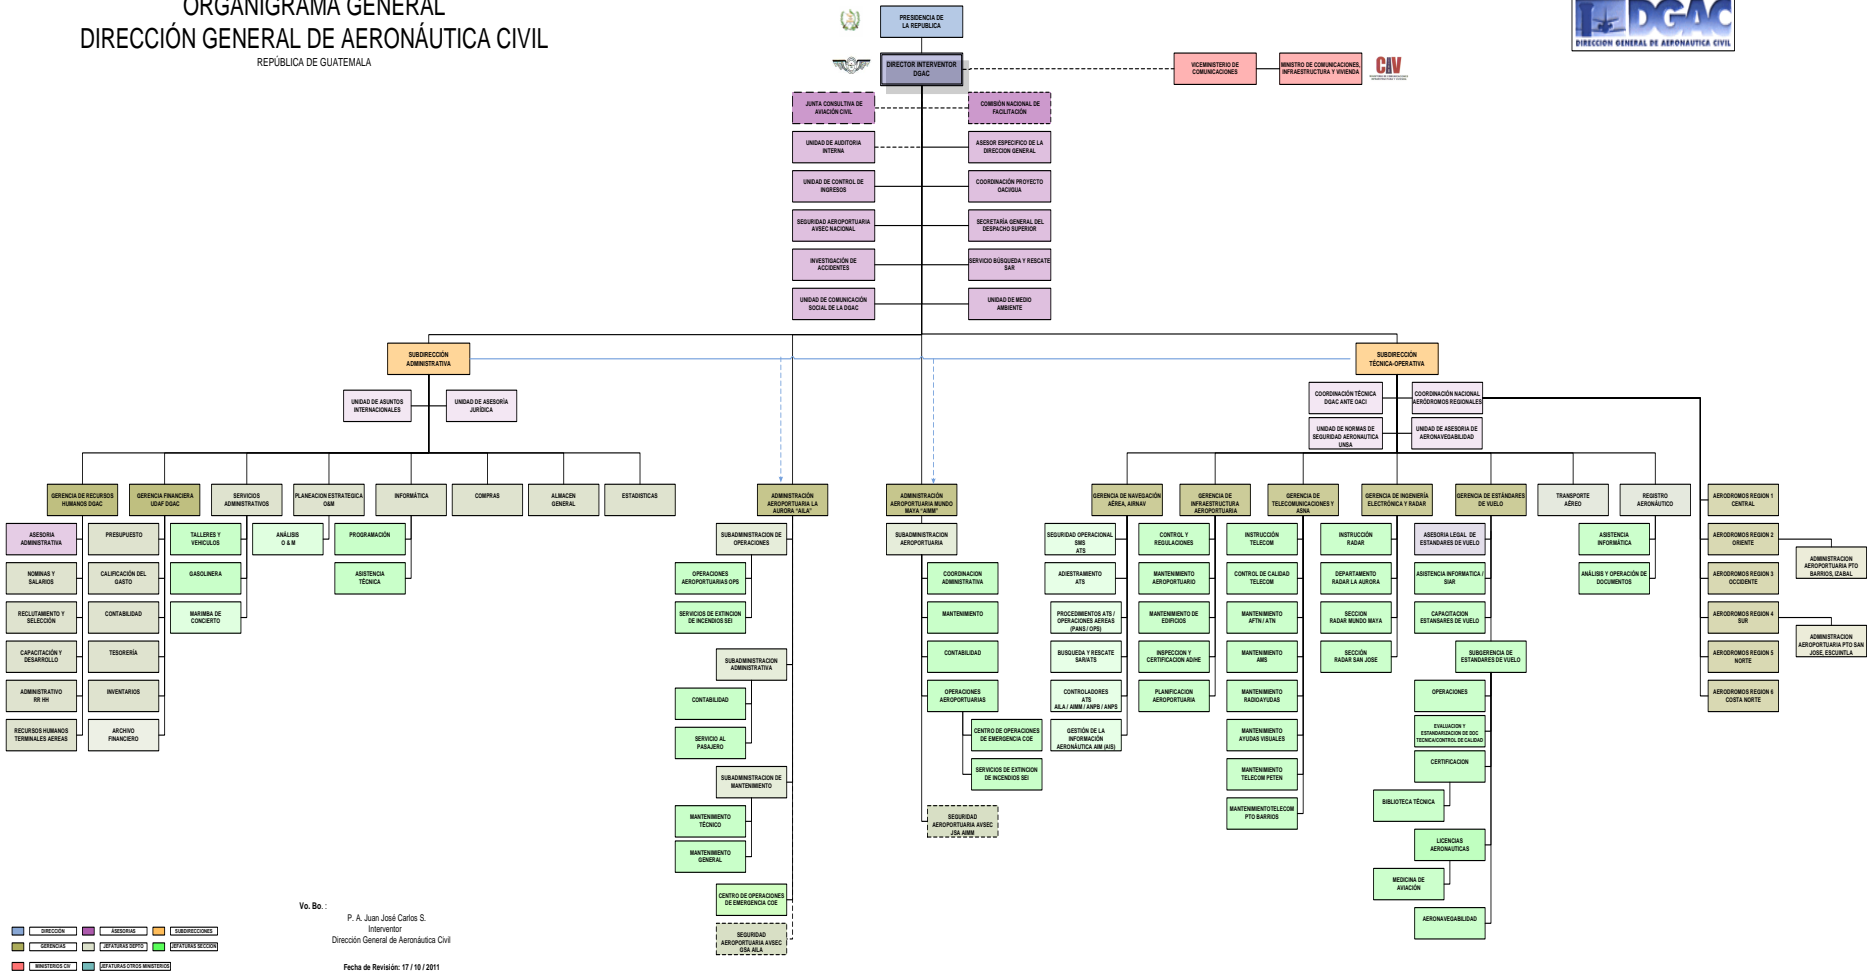 ORGANIGRAMA GENERAL
DIRECCIÓN GENERAL DE AERONÁUTICA CIVIL
REPÚBLICA DE GUATEMALA
PRESIDENCIA DE
LA REPUBLICA
DGAC
DIRECCION GENERAL DE AERONAUTICA CIVIL
DIRECTOR INTERVENTOR
DGAC
VICEMINISTERIO DE
COMUNICACIONES
MINISTRO DE COMUNICACIONES,
INFRAESTRUCTURA Y VIVIENDA
CIV
JUNTA CONSULTIVA DE
AVIACIÓN CIVIL
COMISIÓN NACIONAL DE
FACILITACIÓN
UNIDAD DE AUDITORIA
INTERNA
ASESOR ESPECIFICO DE LA
DIRECCION GENERAL
UNIDAD DE CONTROL DE
INGRESOS
COORDINACIÓN PROYECTO
OACI/GUA
SEGURIDAD AEROPORTUARIA
AVSEC NACIONAL
SECRETARÍA GENERAL DEL
DESPACHO SUPERIOR
INVESTIGACIÓN DE
ACCIDENTES
SERVICIO BÚSQUEDA Y RESCATE
SAR
UNIDAD DE COMUNICACIÓN
SOCIAL DE LA DGAC
UNIDAD DE MEDIO
AMBIENTE
SUBDIRECCIÓN
ADMINISTRATIVA
SUBDIRECCIÓN
TÉCNICA-OPERATIVA
UNIDAD DE ASUNTOS
INTERNACIONALES
UNIDAD DE ASESORÍA
JURÍDICA
COORDINACIÓN TÉCNICA
DGAC ANTE OACI
COORDINACIÓN NACIONAL
AERÓDROMOS REGIONALES
UNIDAD DE NORMAS DE
SEGURIDAD AERONAUTICA
UNSA
UNIDAD DE ASESORIA DE
AERONAVEGABILIDAD
GERENCIA DE RECURSOS
HUMANOS DGAC
GERENCIA FINANCIERA
UDAF DGAC
SERVICIOS
ADMINISTRATIVOS
PLANEACION ESTRATEGICA
O&M
INFORMÁTICA
COMPRAS
ALMACEN
GENERAL
ESTADISTICAS
ADMINISTRACIÓN
AEROPORTUARIA LA
AURORA "AILA"
ADMINISTRACIÓN
AEROPORTUARIA MUNDO
MAYA "AIMM"
GERENCIA DE NAVEGACIÓN
AÉREA, AIRNAV
GERENCIA DE
INFRAESTRUCTURA
AEROPORTUARIA
GERENCIA DE
TELECOMUNICACIONES Y
ASNA
GERENCIA DE INGENIERÍA
ELECTRÓNICA Y RADAR
GERENCIA DE ESTÁNDARES
DE VUELO
TRANSPORTE
AÉREO
REGISTRO
AERONÁUTICO
AERODROMOS REGION 1
CENTRAL
ASESORIA
ADMINISTRATIVA
NOMINAS Y
SALARIOS
RECLUTAMIENTO Y
SELECCIÓN
CAPACITACIÓN Y
DESARROLLO
ADMINISTRATIVO
RR HH
RECURSOS HUMANOS
TERMINALES AEREAS
PRESUPUESTO
CALIFICACIÓN DEL
GASTO
CONTABILIDAD
TESORERÍA
INVENTARIOS
ARCHIVO
FINANCIERO
TALLERES Y
VEHICULOS
GASOLINERA
MARIMBA DE
CONCIERTO
ANÁLISIS
O & M
PROGRAMACIÓN
ASISTENCIA
TÉCNICA
SUBADMINISTRACION DE
OPERACIONES
OPERACIONES
AEROPORTUARIAS OPS
SERVICIOS DE EXTINCION
DE INCENDIOS SEI
SUBADMINISTRACION
ADMINISTRATIVA
CONTABILIDAD
SERVICIO AL
PASAJERO
SUBADMINISTRACION DE
MANTENIMIENTO
MANTENIMIENTO
TÉCNICO
MANTENIMIENTO
GENERAL
CENTRO DE OPERACIONES
DE EMERGENCIA COE
SEGURIDAD
AEROPORTUARIA AVSEC
GSA AILA
SUBADMINISTRACION
AEROPORTUARIA
COORDINACION
ADMINISTRATIVA
MANTENIMIENTO
CONTABILIDAD
OPERACIONES
AEROPORTUARIAS
CENTRO DE OPERACIONES
DE EMERGENCIA COE
SERVICIOS DE EXTINCION
DE INCENDIOS SEI
SEGURIDAD
AEROPORTUARIA AVSEC
JSA AIMM
SEGURIDAD OPERACIONAL
SMS
ATS
ADIESTRAMIENTO
ATS
PROCEDIMIENTOS ATS /
OPERACIONES AEREAS
(PANS / OPS)
BUSQUEDA Y RESCATE
SAR/ATS
CONTROLADORES
ATS
AILA / AIMM / ANPB / ANPS
GESTIÓN DE LA
INFORMACIÓN
AERONÁUTICA AIM (AIS)
CONTROL Y
REGULACIONES
MANTENIMIENTO
AEROPORTUARIO
MANTENIMIENTO DE
EDIFICIOS
INSPECCION Y
CERTIFICACION AD/HE
PLANIFICACION
AEROPORTUARIA
INSTRUCCIÓN
TELECOM
CONTROL DE CALIDAD
TELECOM
MANTENIMIENTO
AFTN / ATN
MANTENIMIENTO
AMS
MANTENIMIENTO
RADIOAYUDAS
MANTENIMIENTO
AYUDAS VISUALES
MANTENIMIENTO
TELECOM PETEN
MANTENIMIENTOTELECOM
PTO BARRIOS
INSTRUCCIÓN
RADAR
DEPARTAMENTO
RADAR LA AURORA
SECCION
RADAR MUNDO MAYA
SECCIÓN
RADAR SAN JOSE
ASESORIA LEGAL DE
ESTANDARES DE VUELO
ASISTENCIA INFORMATICA /
SIAR
CAPACITACION
ESTANSARES DE VUELO
SUBGERENCIA DE
ESTANDARES DE VUELO
OPERACIONES
EVALUACION Y
ESTANDARIZACION DE DOC
TECNICA/CONTROL DE CALIDAD
CERTIFICACION
BIBLIOTECA TÉCNICA
LICENCIAS
AERONAUTICAS
MEDICINA DE
AVIACIÓN
AERONAVEGABILIDAD
ASISTENCIA
INFORMÁTICA
ANÁLISIS Y OPERACIÓN DE
DOCUMENTOS
AERODROMOS REGION 2
ORIENTE
ADMINISTRACION
AEROPORTUARIA PTO
BARRIOS, IZABAL
AERODROMOS REGION 3
OCCIDENTE
AERODROMOS REGION 4
SUR
ADMINISTRACION
AEROPORTUARIA PTO SAN
JOSE, ESCUINTLA
AERODROMOS REGION 5
NORTE
AERODROMOS REGION 6
COSTA NORTE
Vo. Bo. :
P. A. Juan José Carlos S.
Interventor
Dirección General de Aeronáutica Civil
Fecha de Revisión: 17 / 10 / 2011
DIRECCIÓN
ASESORIAS
SUBDIRECCIONES
GERENCIAS
JEFATURAS DEPTO
JEFATURAS SECCIÓN
MINISTERIOS CIV
JEFATURAS OTROS MINISTERIOS